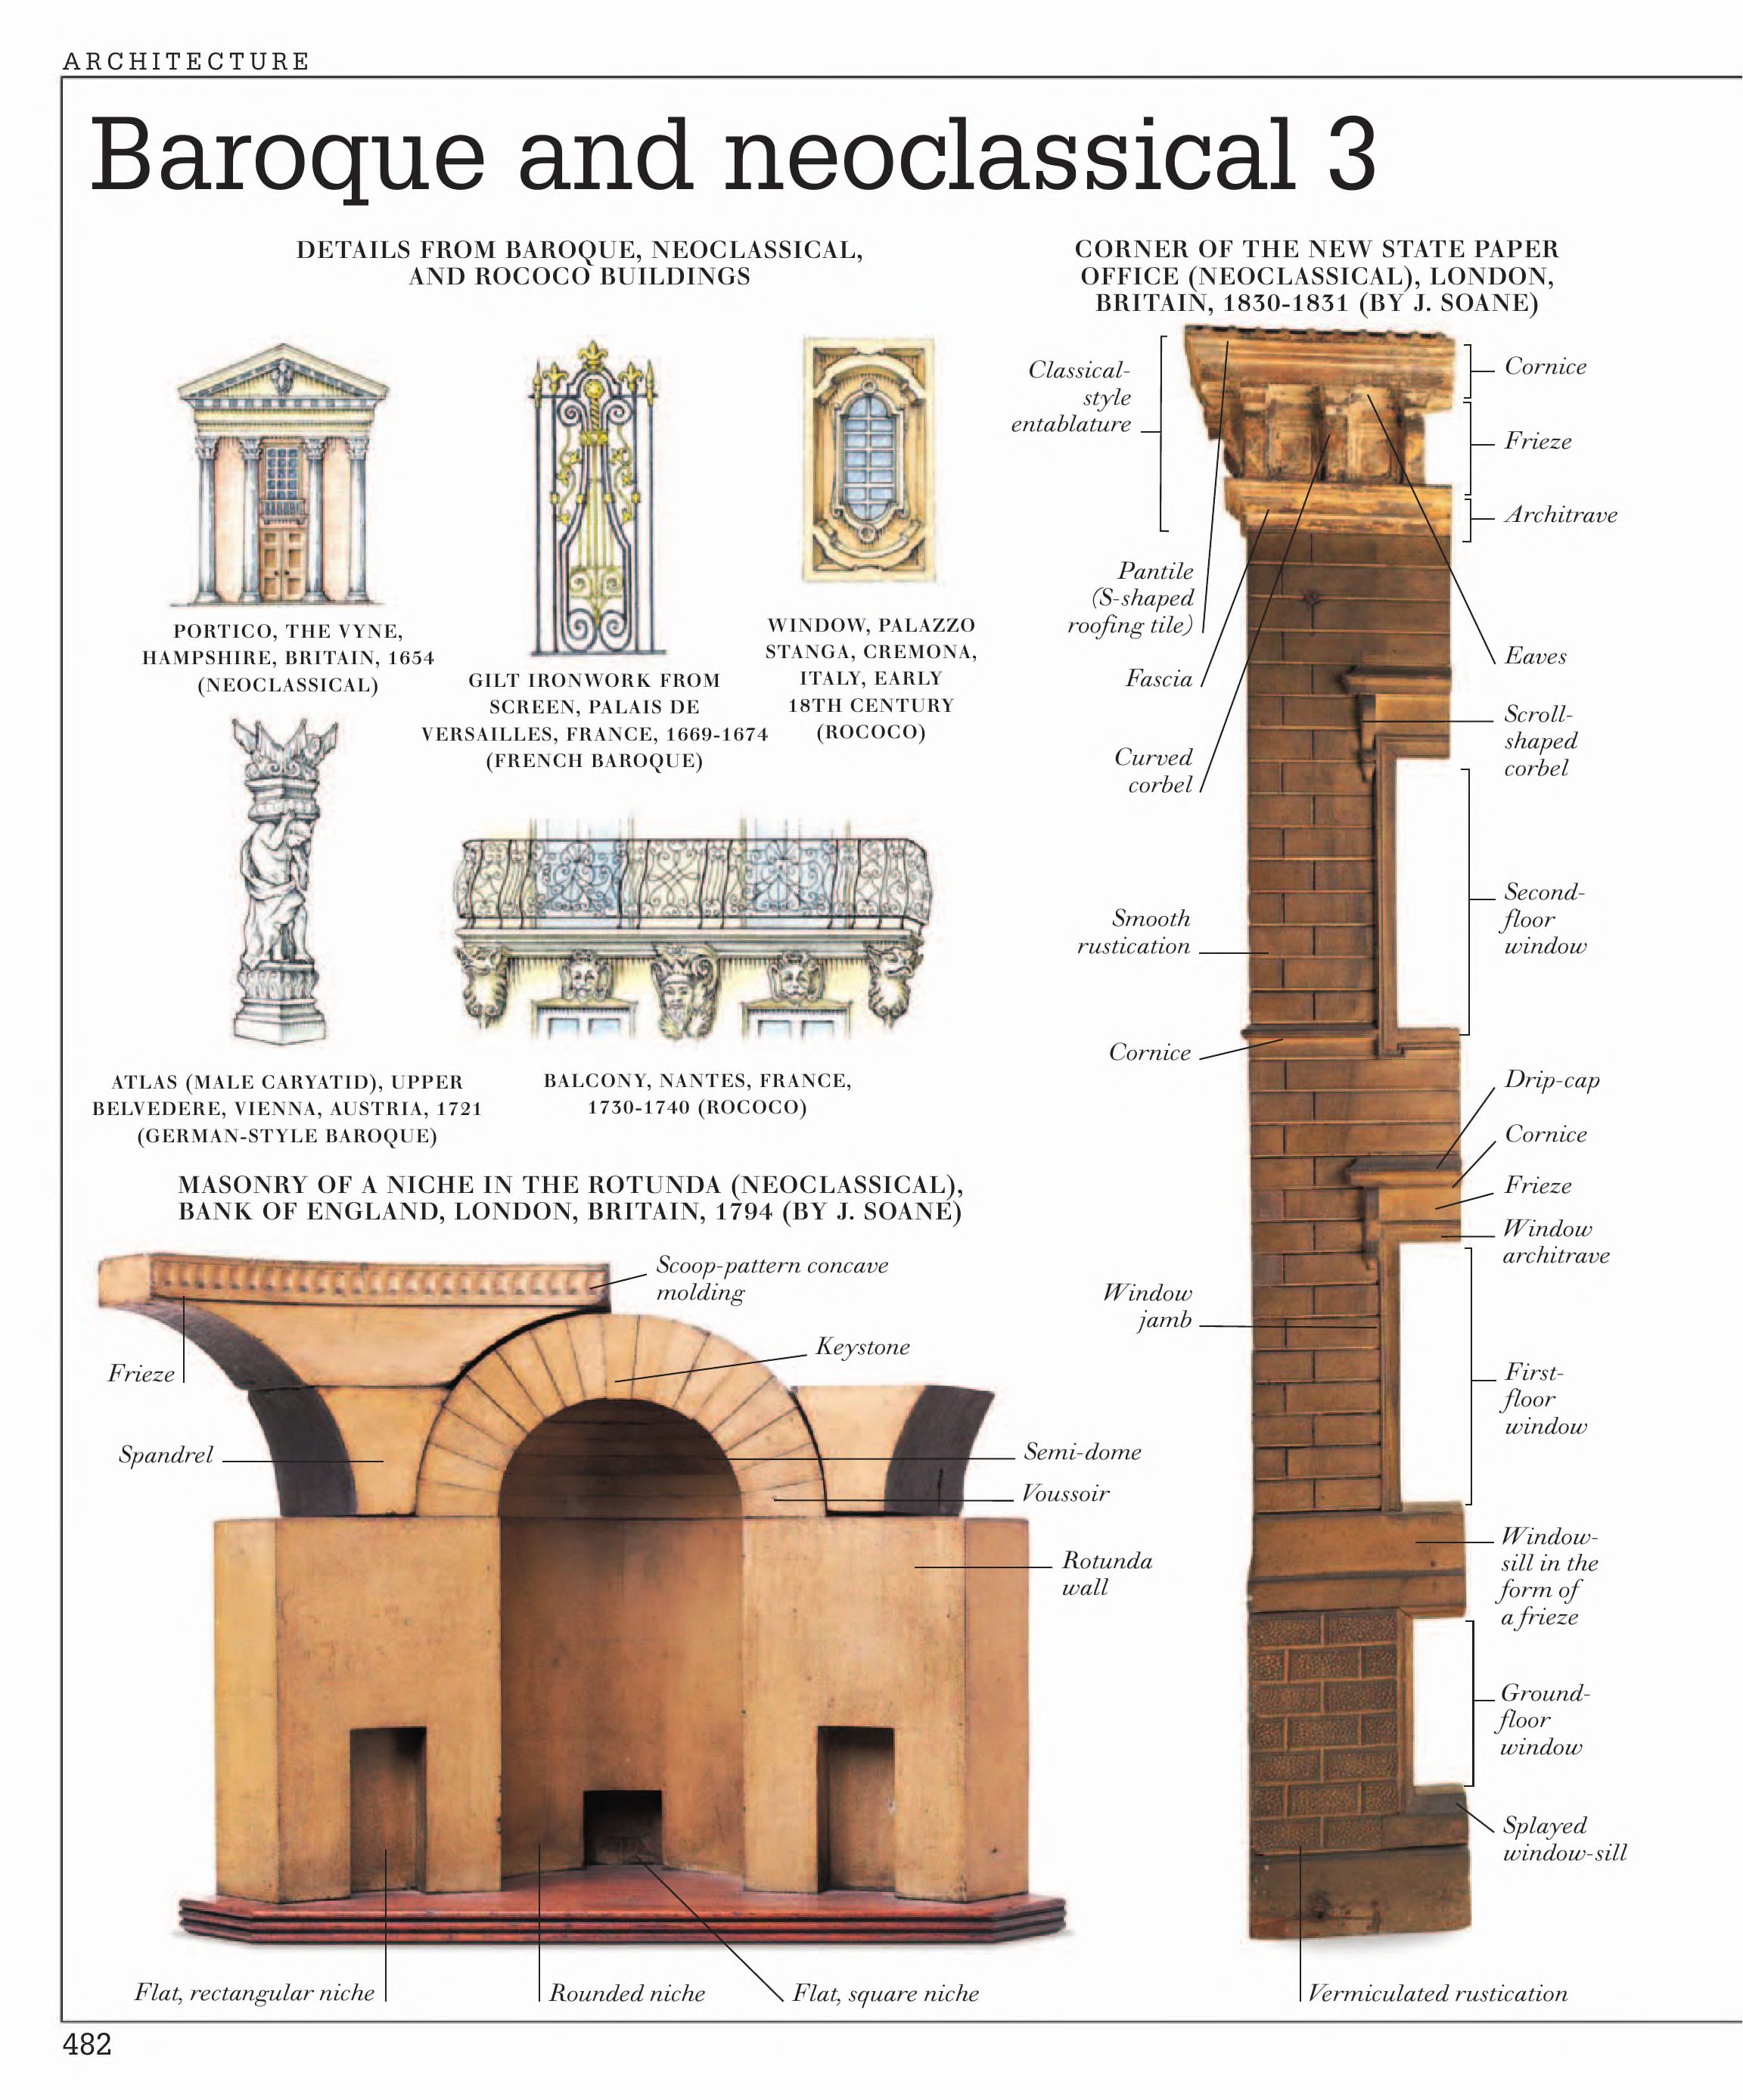 ARCHITECTURE
Baroque and neoclassical 3
DETAILS FROM BAROQUE, NEOCLASSICAL,
AND ROCOCO BUILDINGS
PORTICO, THE VYNE,
HAMPSHIRE, BRITAIN, 1654
(NEOCLASSICAL)
GILT IRONWORK FROM
SCREEN, PALAIS DE
VERSAILLES, FRANCE, 1669-1674
(FRENCH BAROQUE)
WINDOW, PALAZZO
STANGA, CREMONA,
ITALY, EARLY
18TH CENTURY
(ROCOCO)
ATLAS (MALE CARYATID), UPPER
BELVEDERE, VIENNA, AUSTRIA, 1721
(GERMAN-STYLE BAROQUE)
BALCONY, NANTES, FRANCE,
1730-1740 (ROCOCO)
MASONRY OF A NICHE IN THE ROTUNDA (NEOCLASSICAL),
BANK OF ENGLAND, LONDON, BRITAIN, 1794 (BY J. SOANE)
Scoop-pattern concave
molding
Keystone
Frieze
Spandrel
Semi-dome
Voussoir
Rotunda
wall
Flat, rectangular niche
Rounded niche
Flat, square niche
CORNER OF THE NEW STATE PAPER
OFFICE (NEOCLASSICAL), LONDON,
BRITAIN, 1830-1831 (BY J. SOANE)
Classical-
style
entablature
Pantile
(S-shaped
roofing tile)
Fascia
Curved
corbel
Smooth
rustication
Cornice
Window
jamb
Cornice
Frieze
Architrave
Eaves
Scroll-
shaped
corbel
Second-
floor
window
Drip-cap
Cornice
Frieze
Window
architrave
First-
floor
window
Window-
sill in the
form of
a frieze
Ground-
floor
window
Splayed
window-sill
Vermiculated rustication
482